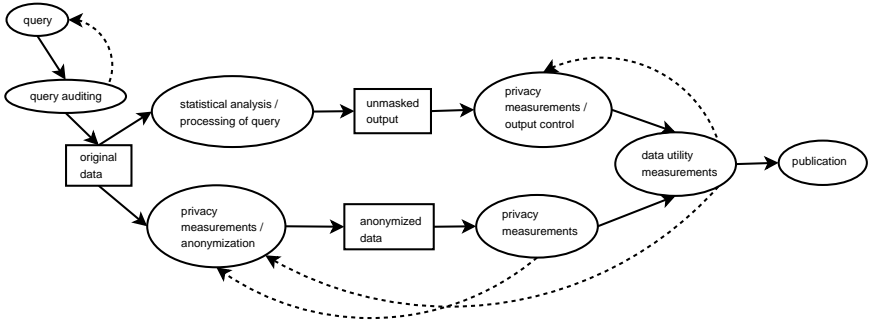 query
query auditing
original
data
statistical analysis /
processing of query
unmasked
output
privacy
measurements /
output control
data utility
measurements
publication
privacy
measurements /
anonymization
anonymized
data
privacy
measurements